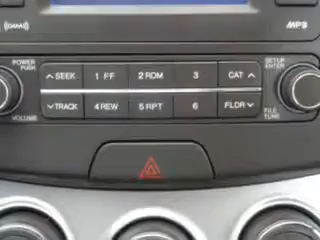 MP3
POWER PUSH
SEEK 1 FF 2 RDM 3 CAT
SETUP ENTER
TRACK 4 REW 5 RPT 6 FLDR
VOLUME
FILE TUNE